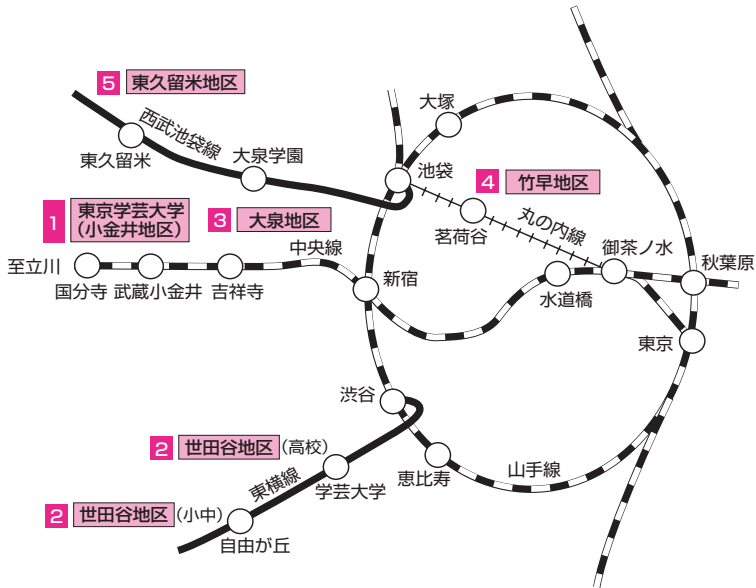 5 東久留米地区
大塚
西武池袋線
東久留米
大泉学園
池袋
4 竹早地区
1 東京学芸大学
(小金井地区)
3 大泉地区
丸の内線
茗荷谷
御茶ノ水
中央線
至立川
国分寺
武蔵小金井
吉祥寺
新宿
水道橋
秋葉原
東京
渋谷
2 世田谷地区(高校)
東横線
学芸大学
恵比寿
山手線
2 世田谷地区(小中)
自由が丘